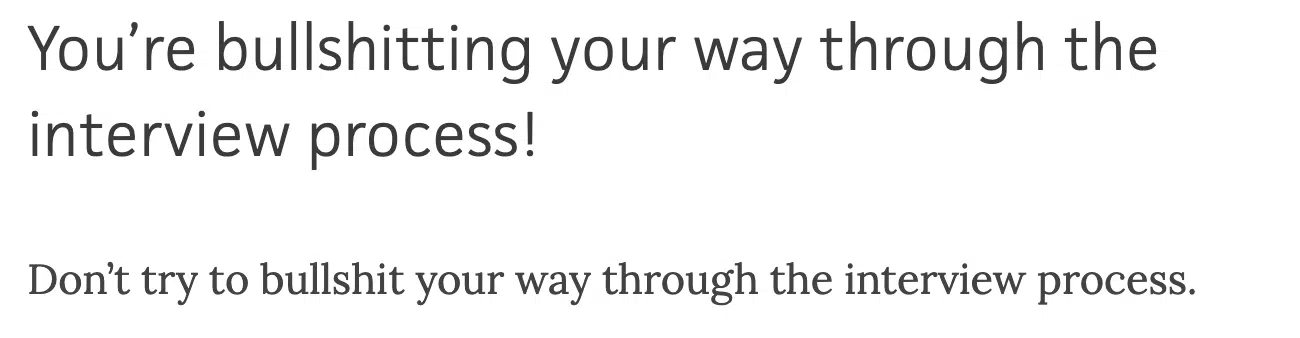 You’re bullshitting your way through the
interview process!
Don’t try to bullshit your way through the interview process.